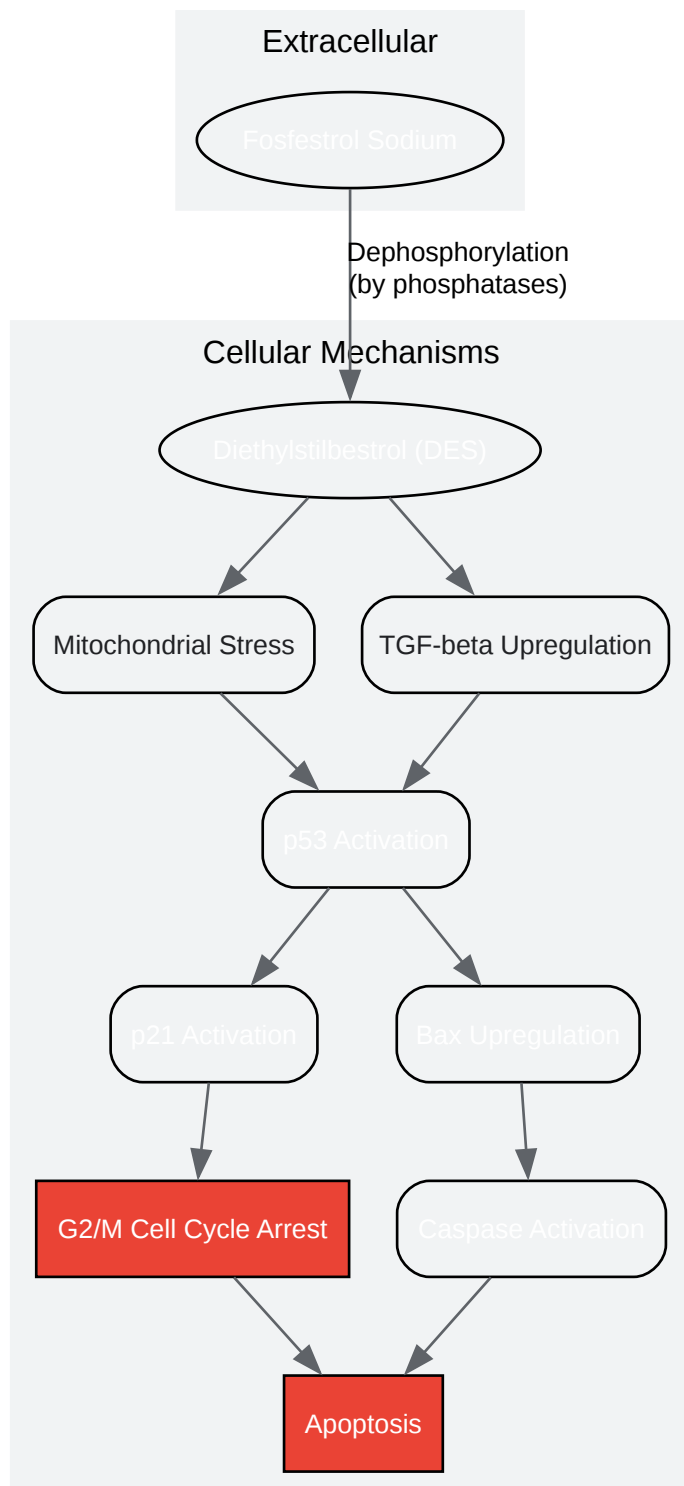 Extracellular
Fosfestrol Sodium
Dephosphorylation
(by phosphatases)
Cellular Mechanisms
Diethylstilbestrol (DES)
Mitochondrial Stress
TGF-beta Upregulation
p53 Activation
p21 Activation
Bax Upregulation
G2/M Cell Cycle Arrest
Caspase Activation
Apoptosis